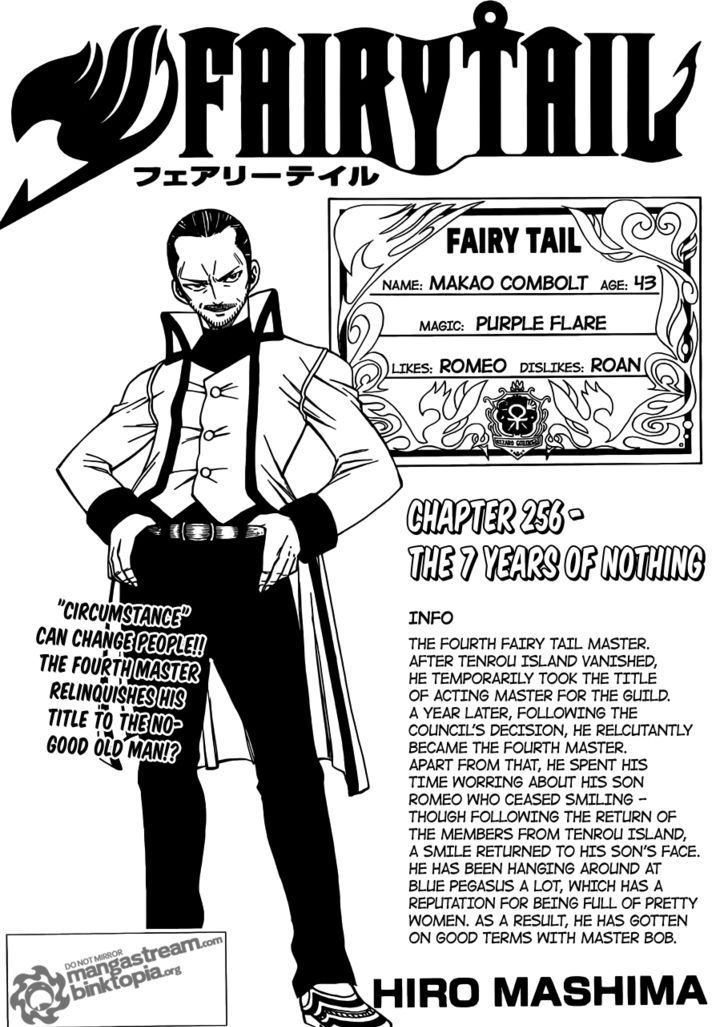 FAIRY TAIL
フェアリーテイル
FAIRY TAIL
NAME: MAKAO COMBOLT AGE: 43
MAGIC: PURPLE FLARE
LIKES: ROMEO DISLIKES: ROAN
CHAPTER 256 -
THE 7 YEARS OF NOTHING
"CIRCUMSTANCE"
CAN CHANGE PEOPLE!!
THE FOURTH MASTER
RELINQUISHES HIS
TITLE TO THE NO-
GOOD OLD MAN!?
INFO
THE FOURTH FAIRY TAIL MASTER.
AFTER TENROU ISLAND VANISHED,
HE TEMPORARILY TOOK THE TITLE
OF ACTING MASTER FOR THE GUILD.
A YEAR LATER, FOLLOWING THE
COUNCIL'S DECISION, HE RELCUTANTLY
BECAME THE FOURTH MASTER.
APART FROM THAT, HE SPENT HIS
TIME WORRING ABOUT HIS SON
ROMEO WHO CEASED SMILING -
THOUGH FOLLOWING THE RETURN OF
THE MEMBERS FROM TENROU ISLAND,
A SMILE RETURNED TO HIS SON'S FACE.
HE HAS BEEN HANGING AROUND AT
BLUE PEGASUS A LOT, WHICH HAS A
REPUTATION FOR BEING FULL OF PRETTY
WOMEN. AS A RESULT, HE HAS GOTTEN
ON GOOD TERMS WITH MASTER BOB.
DO NOT MIRROR
mangastream.com
binktopia.org
HIRO MASHIMA